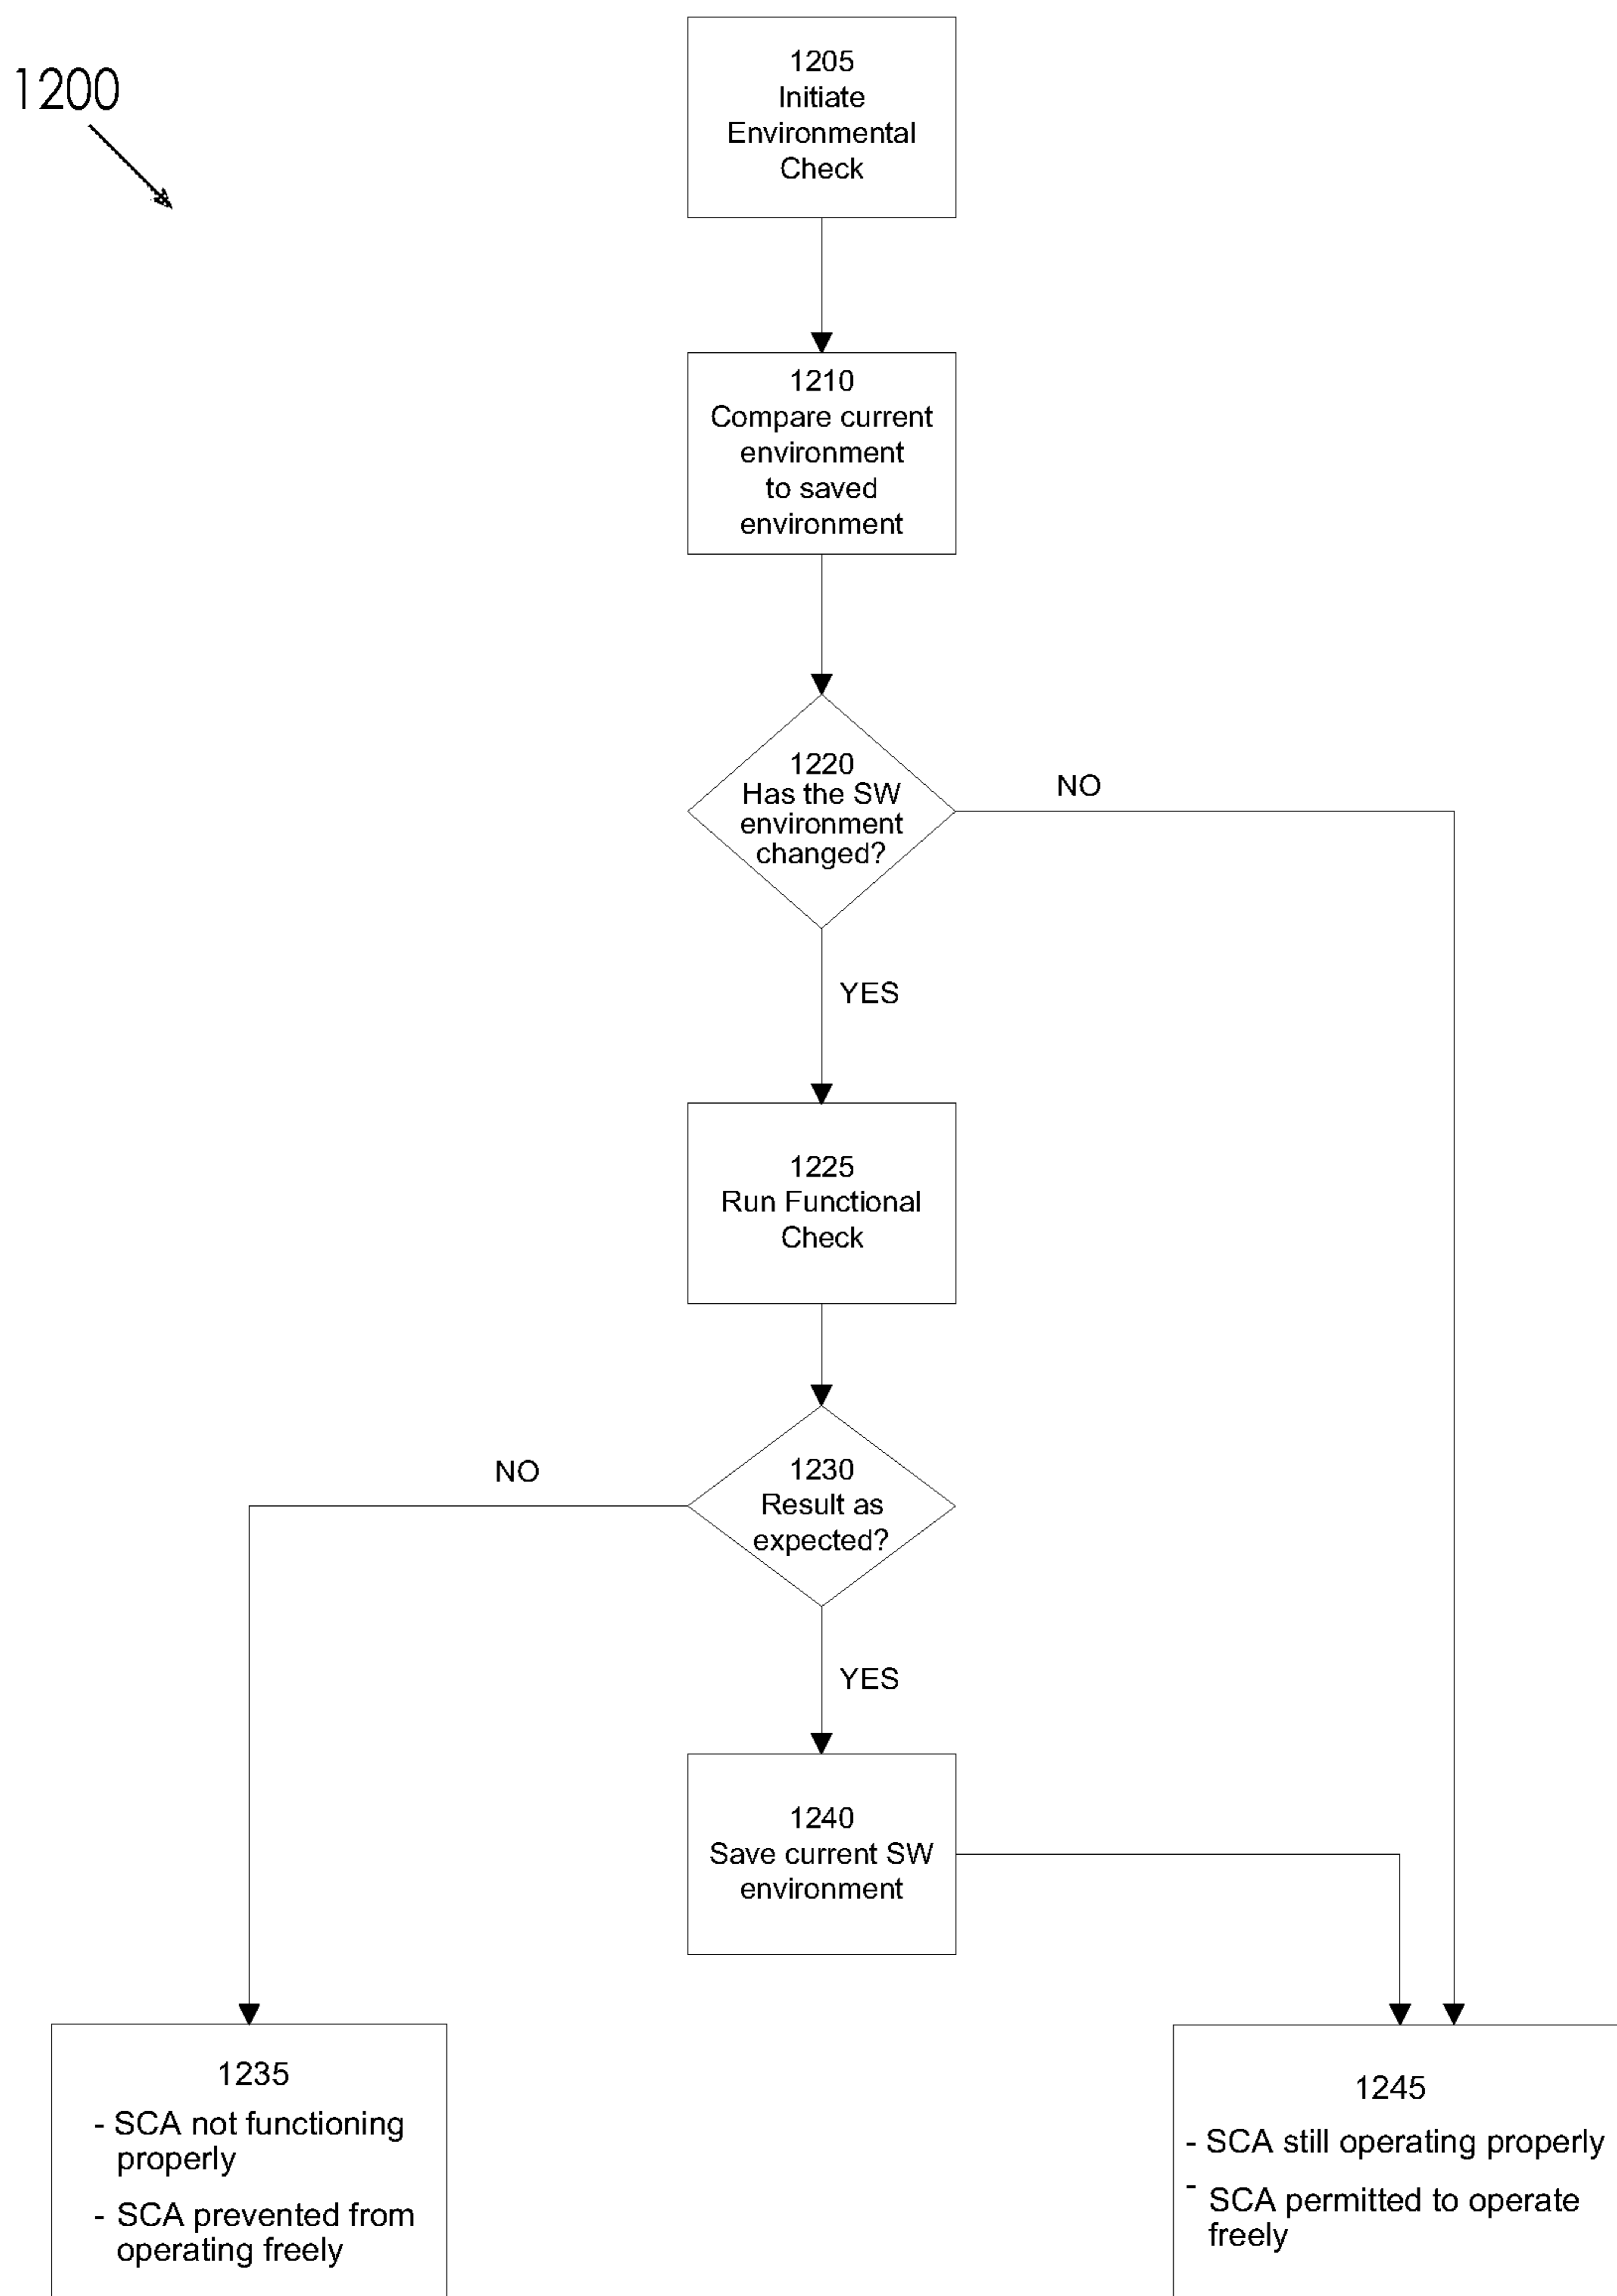 1200
1205
Initiate
Environmental
Check
1210
Compare current
environment
to saved
environment
1220
Has the SW
environment
changed?
NO
YES
1225
Run Functional
Check
NO
1230
Result as
expected?
YES
1240
Save current SW
environment
1235
- SCA not functioning
properly
- SCA prevented from
operating freely
1245
- SCA still operating properly
- SCA permitted to operate
freely